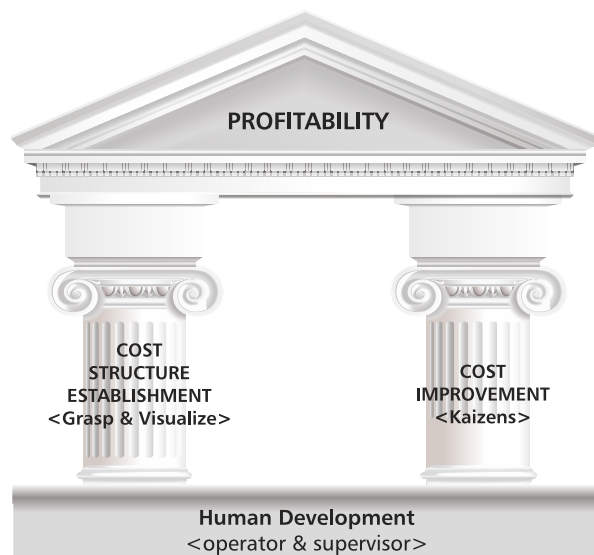 PROFITABILITY
COST
STRUCTURE
ESTABLISHMENT
<Grasp & Visualize>
COST
IMPROVEMENT
<Kaizens>
Human Development
<operator & supervisor>